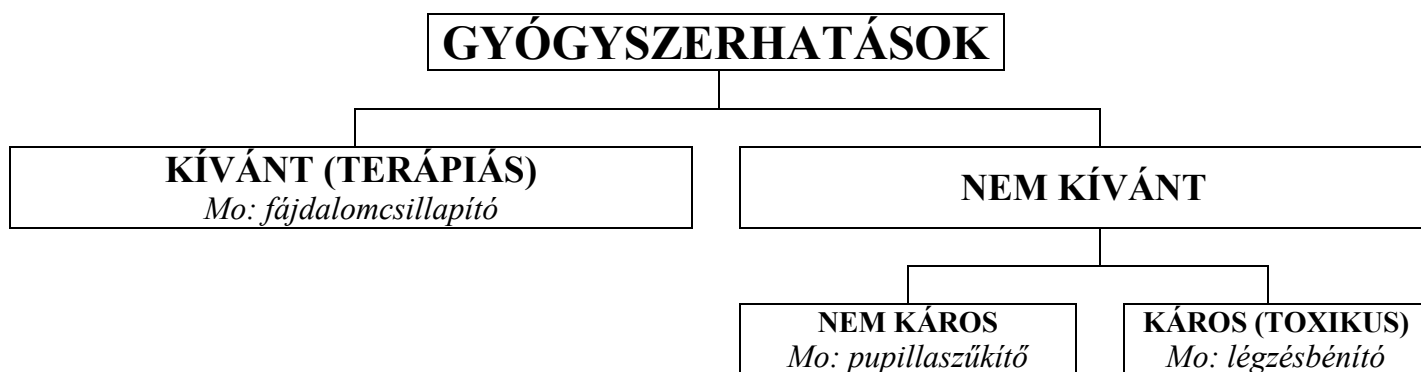 GYÓGYSZERHATÁSOK
KÍVÁNT (TERÁPIÁS)
Mo: fájdalomcsillapító
NEM KÍVÁNT
NEM KÁROS
Mo: pupillaszűkítő
KÁROS (TOXIKUS)
Mo: légzésbénító